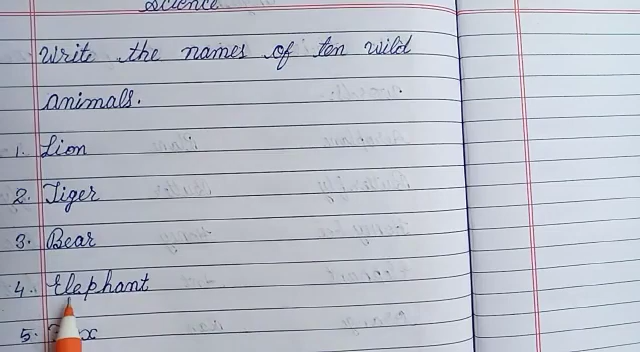 Science
Write the names of ten wild
animals.
1. Lion
2. Tiger
3. Bear
4. Elephant
5.